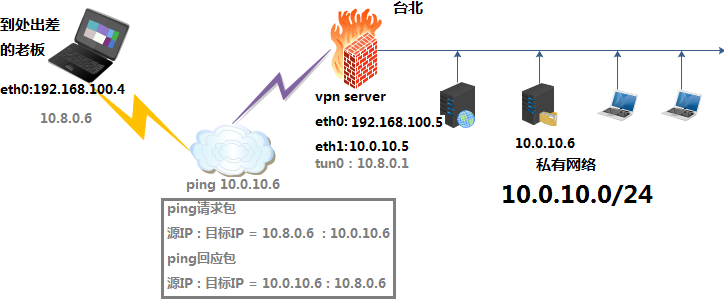 到处出差
的老板
eth0:192.168.100.4
10.8.0.6
台北
vpn server
eth0: 192.168.100.5
eth1:10.0.10.5
tun0：10.8.0.1
ping 10.0.10.6
10.0.10.6
私有网络
10.0.10.0/24
ping请求包
源IP：目标IP = 10.8.0.6 ：10.0.10.6
ping回应包
源IP：目标IP = 10.0.10.6：10.8.0.6